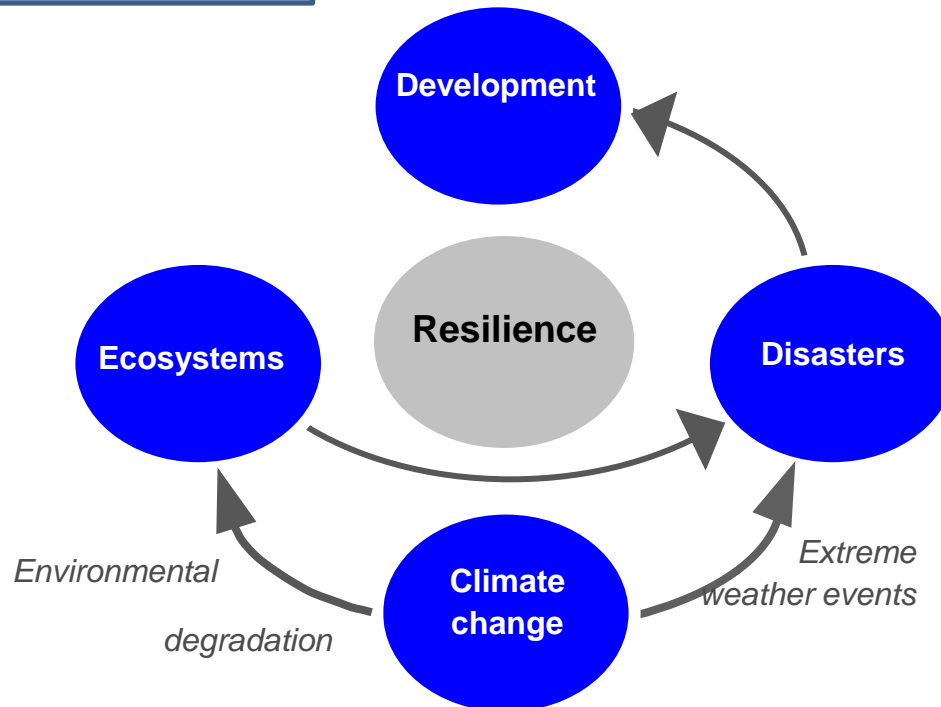 Development
Resilience
Ecosystems
Disasters
Environmental
degradation
Climate
change
Extreme
weather events